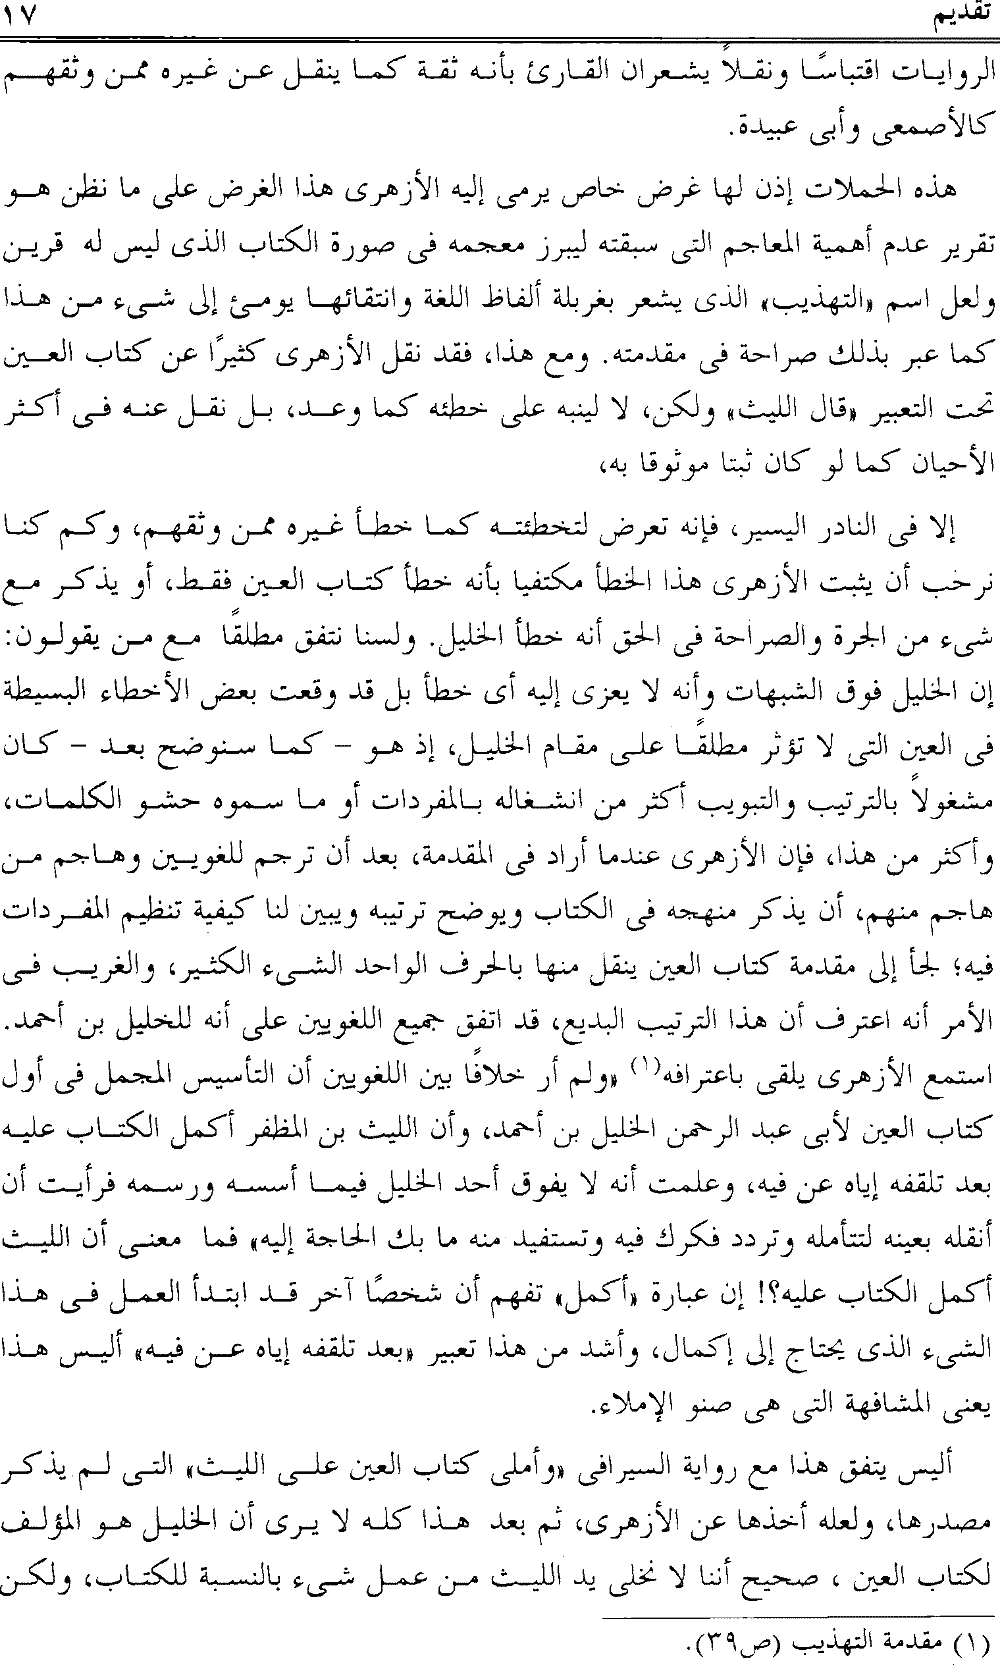 تقديم ١٧
الروايات اقتباسًا ونقلاً يشعران القارئ بأنه ثقة كما ينقل عن غيره ممن وثقهم
كالأصمعى وأبى عبيدة.
هذه الحملات إذن لها غرض خاص يرمى إليه الأزهرى هذا الغرض على ما نظن هو
تقرير عدم أهمية المعاجم التى سبقته ليبرز معجمه فى صورة الكتاب الذى ليس له قرين
ولعل اسم «التهذيب» الذى يشعر بغربلة ألفاظ اللغة وانتقائها يومئ إلى شىء من هذا
كما عبر بذلك صراحة فى مقدمته. ومع هذا، فقد نقل الأزهرى كثيرًا عن كتاب العين
تحت التعبير «قال الليث» ولكن، لا لينبه على خطئه كما وعد، بل نقل عنه فى أكثر
الأحيان كما لو كان ثبتا موثوقا به،
إلا فى النادر اليسير، فإنه تعرض لتخطئته كما خطأ غيره ممن وثقهم، وكم كنا
نرحب أن يثبت الأزهرى هذا الخطأ مكتفيا بأنه خطأ كتاب العين فقط، أو يذكر مع
شىء من الجرة والصراحة فى الحق أنه خطأ الخليل. ولسنا نتفق مطلقًا مع من يقولون:
إن الخليل فوق الشبهات وأنه لا يعزى إليه أى خطأ بل قد وقعت بعض الأخطاء البسيطة
فى العين التى لا تؤثر مطلقًا على مقام الخليل، إذ هو - كما سنوضح بعد - كان
مشغولاً بالترتيب والتبويب أكثر من انشغاله بالمفردات أو ما سموه حشو الكلمات،
وأكثر من هذا، فإن الأزهرى عندما أراد فى المقدمة، بعد أن ترجم للغويين وهاجم من
هاجم منهم، أن يذكر منهجه فى الكتاب ويوضح ترتيبه ويبين لنا كيفية تنظيم المفردات
فيه؛ لجأ إلى مقدمة كتاب العين ينقل منها بالحرف الواحد الشىء الكثير، والغريب فى
الأمر أنه اعترف أن هذا الترتيب البديع، قد اتفق جميع اللغويين على أنه للخليل بن أحمد.
استمع الأزهرى يلقى باعترافه(١) «ولم أر خلافًا بين اللغويين أن التأسيس المجمل فى أول
كتاب العين لأبى عبد الرحمن الخليل بن أحمد، وأن الليث بن المظفر أكمل الكتاب عليه
بعد تلقفه إياه عن فيه، وعلمت أنه لا يفوق أحد الخليل فيما أسسه ورسمه فرأيت أن
أنقله بعينه لتتأمله وتردد فكرك فيه وتستفيد منه ما بك الحاجة إليه» فما معنى أن الليث
أكمل الكتاب عليه؟! إن عبارة «أكمل» تفهم أن شخصًا آخر قد ابتدأ العمل فى هذا
الشىء الذى يحتاج إلى إكمال، وأشد من هذا تعبير «بعد تلقفه إياه عن فيه» أليس هذا
يعنى المشافهة التى هى صنو الإملاء.
أليس يتفق هذا مع رواية السيرافى «وأملى كتاب العين على الليث» التى لم يذكر
مصدرها، ولعله أخذها عن الأزهرى، ثم بعد هذا كله لا يرى أن الخليل هو المؤلف
لكتاب العين ، صحيح أننا لا نخلى يد الليث من عمل شىء بالنسبة للكتاب، ولكن
(١) مقدمة التهذيب (ص٣٩).